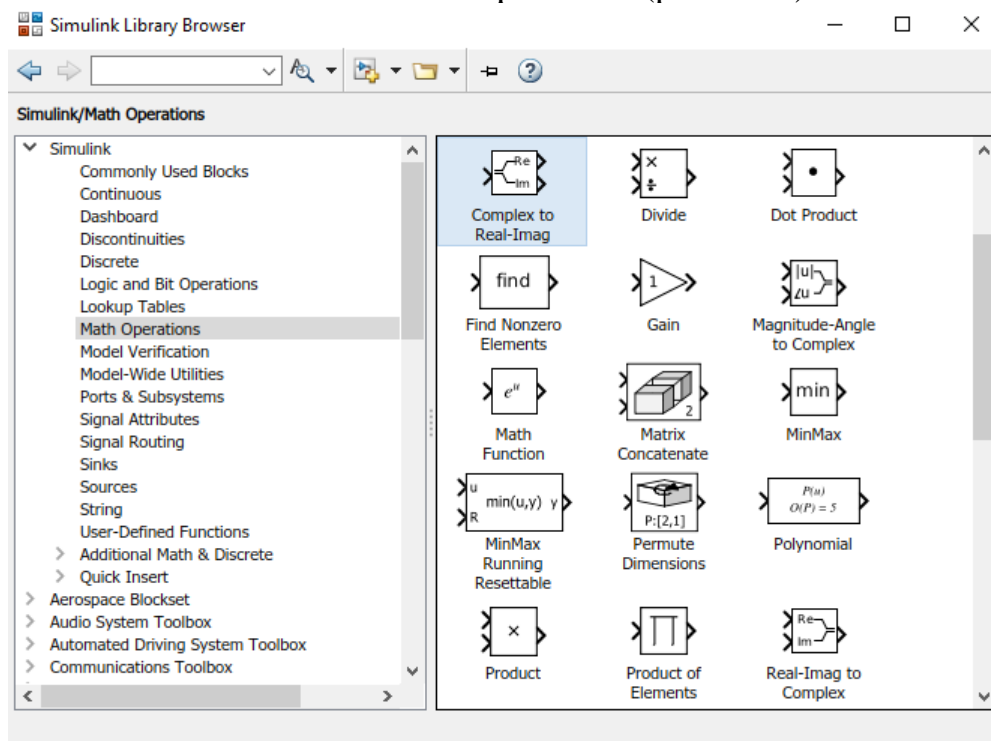 Simulink Library Browser
Simulink/Math Operations
Simulink
Commonly Used Blocks
Continuous
Dashboard
Discontinuities
Discrete
Logic and Bit Operations
Lookup Tables
Math Operations
Model Verification
Model-Wide Utilities
Ports & Subsystems
Signal Attributes
Signal Routing
Sinks
Sources
String
User-Defined Functions
Additional Math & Discrete
Quick Insert
Aerospace Blockset
Audio System Toolbox
Automated Driving System Toolbox
Communications Toolbox
Re
Im
Complex to
Real-Imag
×
÷
Divide
Dot Product
find
Find Nonzero
Elements
1
Gain
|u|
∠u
Magnitude-Angle
to Complex
e^u
Math
Function
2
Matrix
Concatenate
min
MinMax
u
min(u,y) y
R
MinMax
Running
Resettable
P:[2,1]
Permute
Dimensions
P(u)
O(P) = 5
Polynomial
×
Product
∏
Product of
Elements
Re
Im
Real-Imag to
Complex